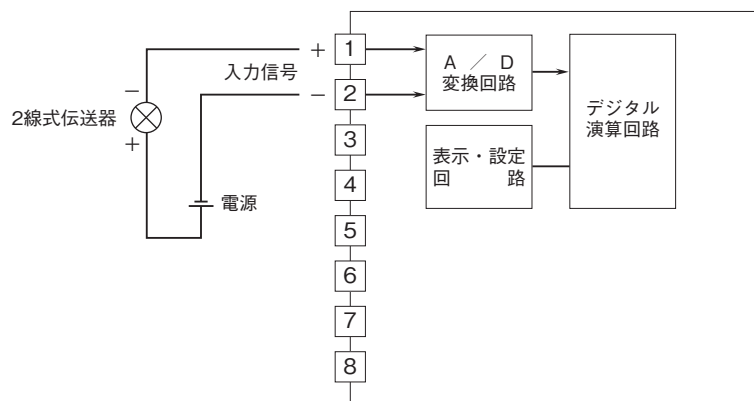 +
1
A ／ D
変換回路
入力信号
−
2
−
2線式伝送器
+
デジタル
演算回路
3
表示・設定
回　　路
4
電源
5
6
7
8